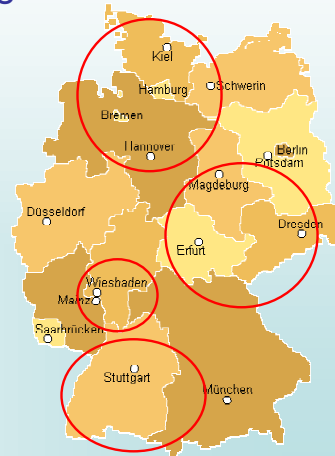 Kiel
Schwerin
Hamburg
Bremen
Hannover
Berlin
Potsdam
Magdeburg
Düsseldorf
Dresden
Erfurt
Wiesbaden
Mainz
Saarbrücken
Stuttgart
München